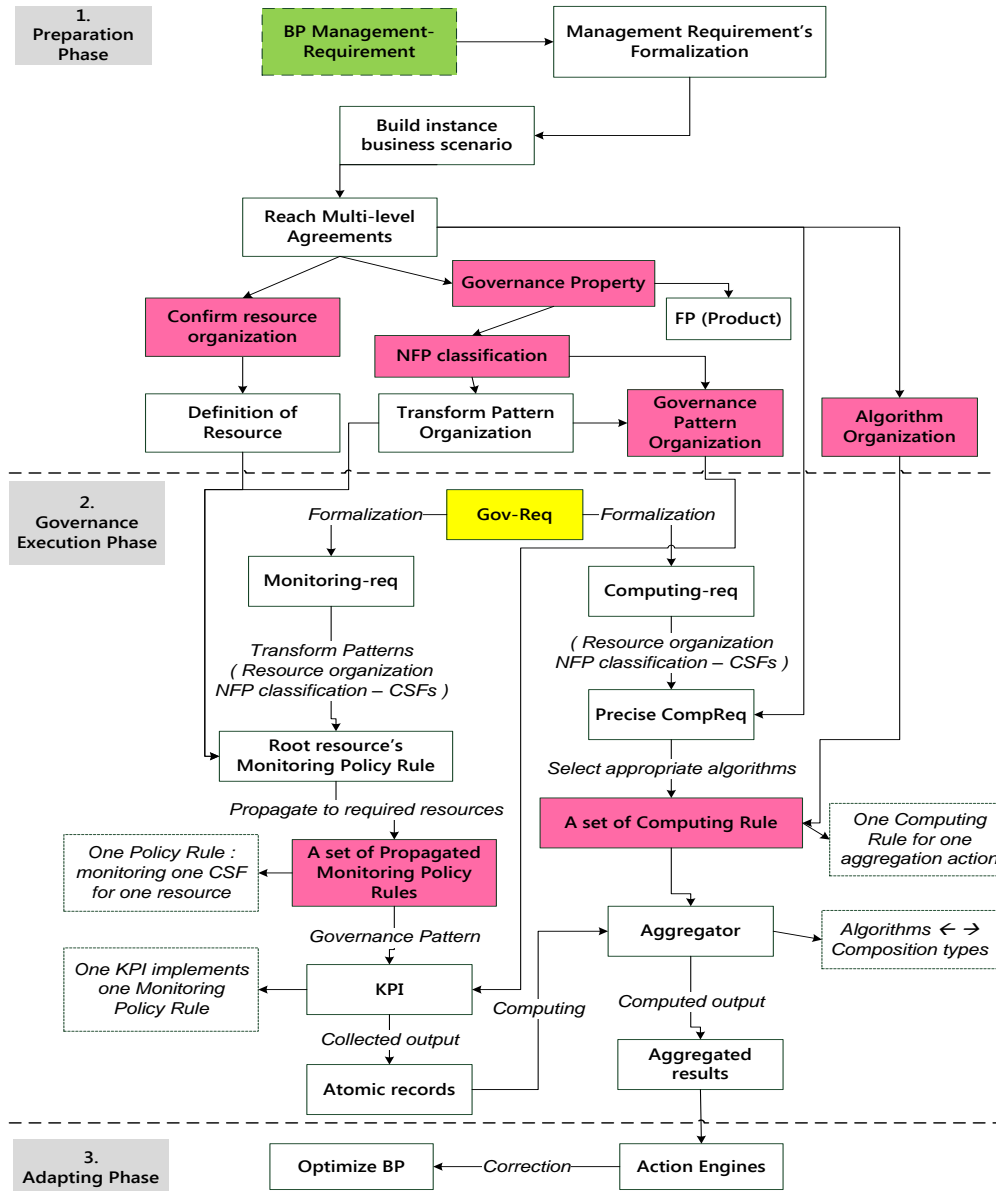 1.
Preparation
Phase
BP Management-
Requirement
Management Requirement’s
Formalization
Build instance
business scenario
Reach Multi-level
Agreements
Governance Property
Confirm resource
organization
FP (Product)
NFP classification
Definition of
Resource
Transform Pattern
Organization
Governance
Pattern
Organization
Algorithm
Organization
2.
Governance
Execution Phase
Formalization
Gov-Req
Formalization
Monitoring-req
Computing-req
Transform Patterns
( Resource organization
NFP classification – CSFs )
( Resource organization
NFP classification – CSFs )
Precise CompReq
Root resource’s
Monitoring Policy Rule
Select appropriate algorithms
Propagate to required resources
A set of Computing Rule
One Computing
Rule for one
aggregation action
One Policy Rule :
monitoring one CSF
for one resource
A set of Propagated
Monitoring Policy
Rules
Governance Pattern
Aggregator
Algorithms ← →
Composition types
One KPI implements
one Monitoring
Policy Rule
KPI
Computing
Computed output
Collected output
Aggregated
results
Atomic records
3.
Adapting Phase
Optimize BP
Correction
Action Engines